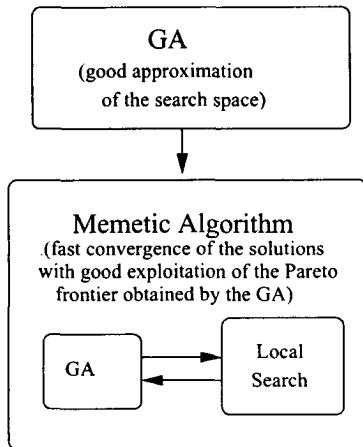 GA
(good approximation
of the search space)
Memetic Algorithm
(fast convergence of the solutions
with good exploitation of the Pareto
frontier obtained by the GA)
GA
Local
Search